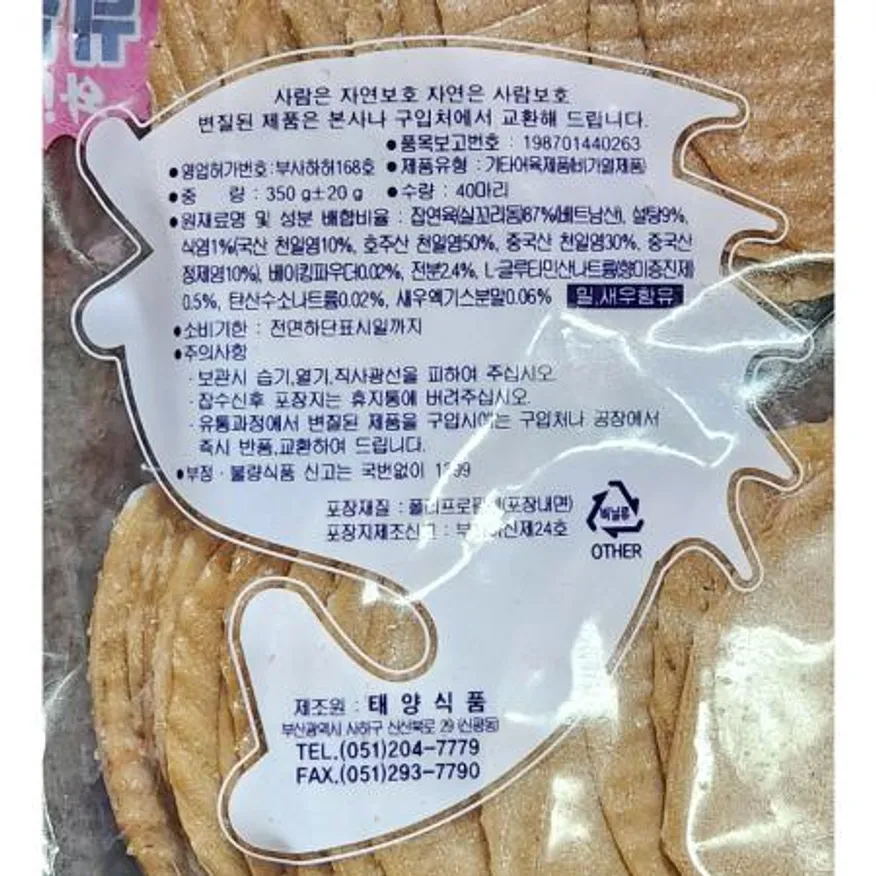 사람은 자연보호 자연은 사람보호
변질된 제품은 본사나 구입처에서 교환해 드립니다.
●품목보고번호 : 198701440263
●영업허가번호:부사하허168호 ●제품유형 : 기타어육제품(비가열제품)
●중 량 : 350 g±20 g ●수량 : 40마리
●원재료명 및 성분 배합비율 : 잡연육(실꼬리돔)87%(베트남산), 설탕9%,
식염1%(국산 천일염10%, 호주산 천일염50%, 중국산 천일염30%, 중국산
정제염10%), 베이킹파우더0.02%, 전분2.4%, L-글루타민산나트륨(향미증진제)
0.5%, 탄산수소나트륨0.02%, 새우엑기스분말0.06% 밀,새우함유
●소비기한 : 전면하단표시일까지
●주의사항
· 보관시 습기,열기,직사광선을 피하여 주십시오.
· 잡수신후 포장지는 휴지통에 버려주십시오.
· 유통과정에서 변질된 제품을 구입시에는 구입처나 공장에서
즉시 반품,교환하여 드립니다.
●부정·불량식품 신고는 국번없이 1399
포장재질 : 폴리프로필렌(포장내면)
포장지제조신고 : 제24호
비닐류
OTHER
제조원 : 태양식품
부산광역시 사하구 신산북로 29 (신평동)
TEL.(051)204-7779
FAX.(051)293-7790